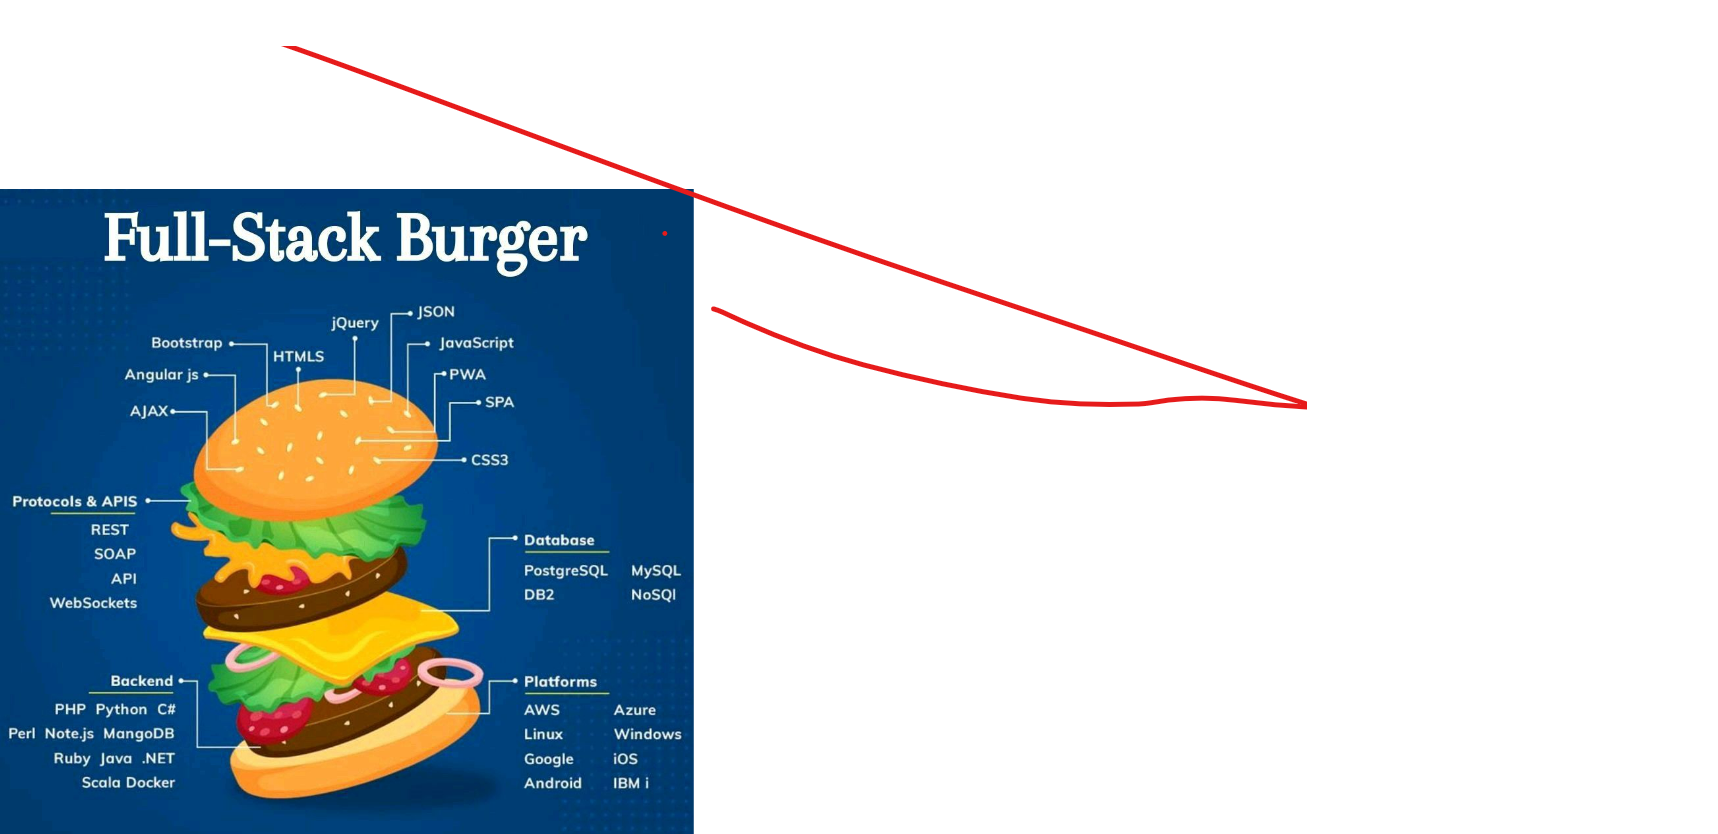 Full-Stack Burger
JSON
jQuery
Bootstrap
JavaScript
HTMLS
Angular js
PWA
SPA
AJAX
CSS3
Protocols & APIS
REST
SOAP
API
WebSockets
Database
PostgreSQL MySQL
DB2 NoSQl
Backend
PHP Python C#
Perl Note.js MangoDB
Ruby Java .NET
Scala Docker
Platforms
AWS Azure
Linux Windows
Google iOS
Android IBM i